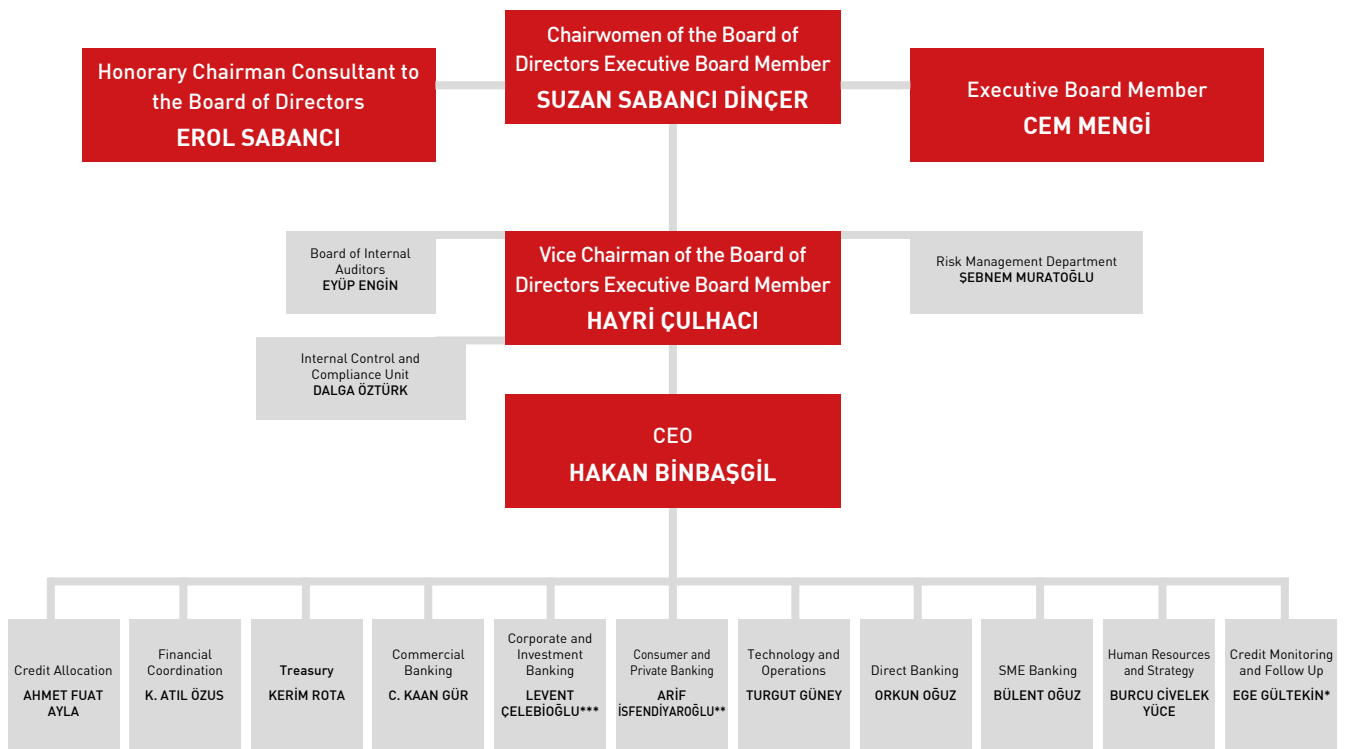 Chairwomen of the Board of
Directors Executive Board Member
SUZAN SABANCI DİNÇER
Honorary Chairman Consultant to
the Board of Directors
EROL SABANCI
Executive Board Member
CEM MENGİ
Board of Internal
Auditors
EYÜP ENGİN
Vice Chairman of the Board of
Directors Executive Board Member
HAYRİ ÇULHACI
Risk Management Department
ŞEBNEM MURATOĞLU
Internal Control and
Compliance Unit
DALGA ÖZTÜRK
CEO
HAKAN BİNBAŞGİL
Credit Allocation
AHMET FUAT
AYLA
Financial
Coordination
K. ATIL ÖZUS
Treasury
KERİM ROTA
Commercial
Banking
C. KAAN GÜR
Corporate and
Investment
Banking
LEVENT
ÇELEBİOĞLU***
Consumer and
Private Banking
ARİF
İSFENDİYAROĞLU**
Technology and
Operations
TURGUT GÜNEY
Direct Banking
ORKUN OĞUZ
SME Banking
BÜLENT OĞUZ
Human Resources
and Strategy
BURCU CİVELEK
YÜCE
Credit Monitoring
and Follow Up
EGE GÜLTEKİN*